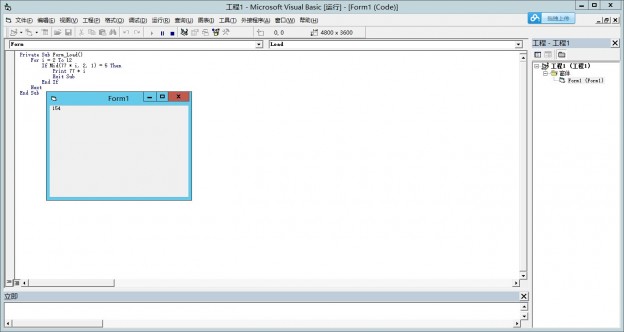 工程1 - Microsoft Visual Basic [运行] - [Form1 (Code)]
文件(F) 编辑(E) 视图(V) 工程(P) 格式(O) 调试(D) 运行(R) 查询(U) 图表(I) 工具(T) 外接程序(A) 窗口(W) 帮助(H)
拖拽上传
0, 0 4800 x 3600
Form Load
工程 - 工程1
Private Sub Form_Load()
For i = 2 To 12
If Mid(77 * i, 2, 1) = 5 Then
Print 77 * i
Exit Sub
End If
Next
End Sub
工程1 (工程1)
窗体
Form1 (Form1)
Form1
154
立即